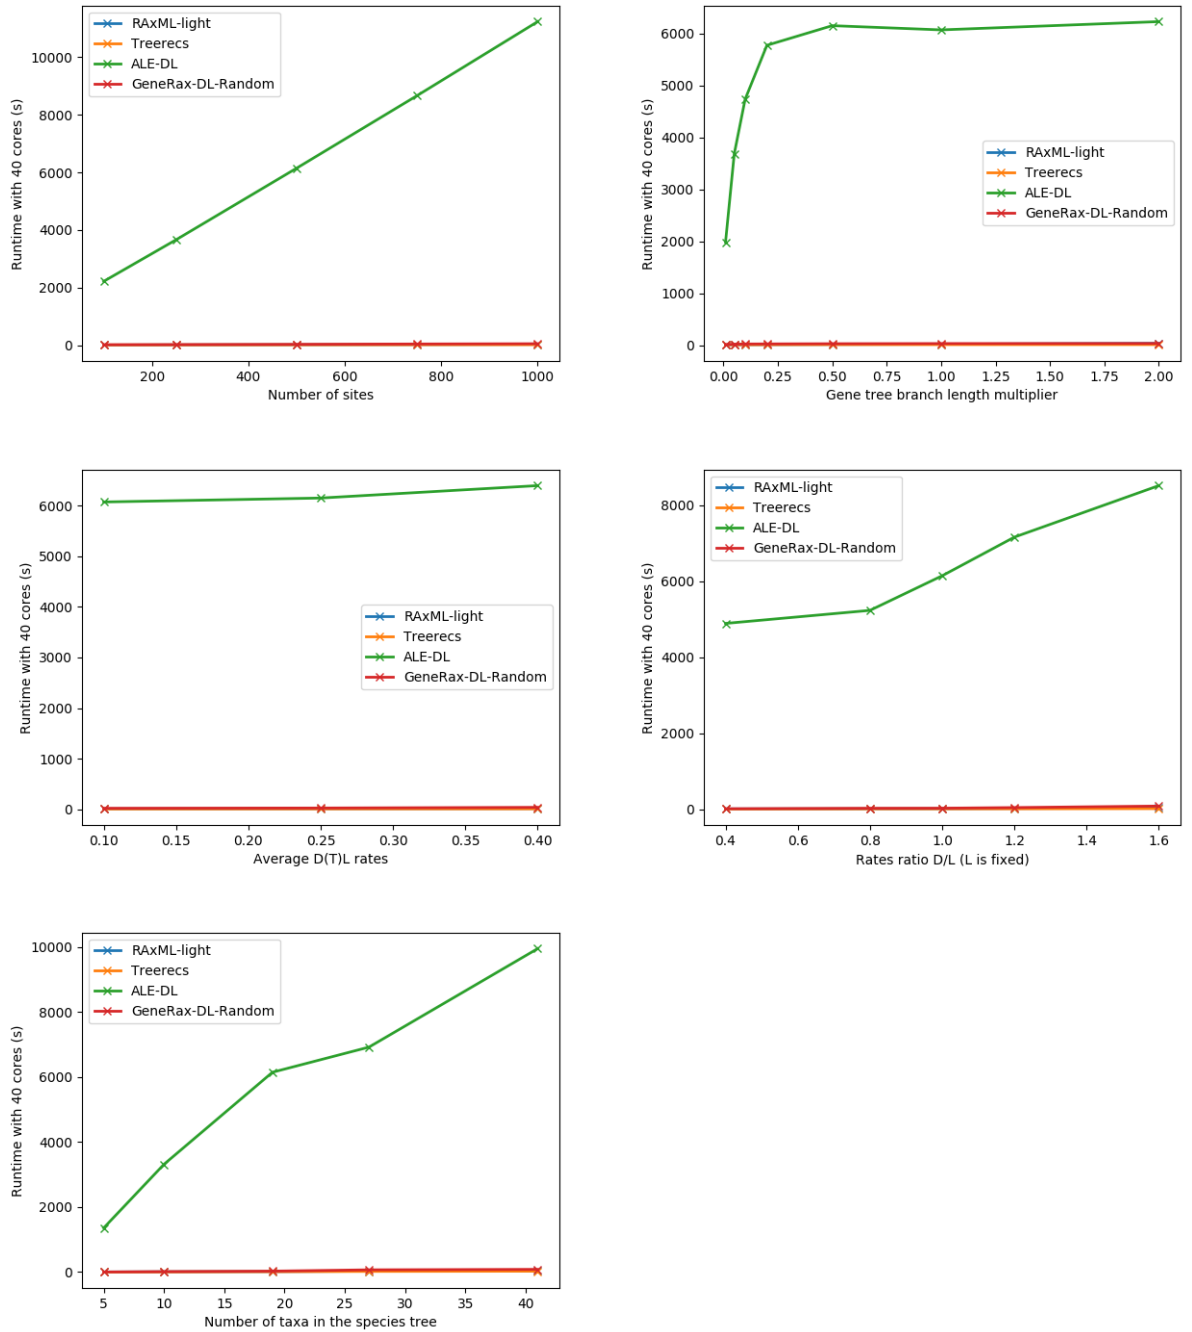 RAxML-light
Treerecs
ALE-DL
GeneRax-DL-Random
Runtime with 40 cores (s)
10000
8000
6000
4000
2000
0
200 400 600 800 1000
Number of sites
RAxML-light
Treerecs
ALE-DL
GeneRax-DL-Random
Runtime with 40 cores (s)
6000
5000
4000
3000
2000
1000
0
0.00 0.25 0.50 0.75 1.00 1.25 1.50 1.75 2.00
Gene tree branch length multiplier
RAxML-light
Treerecs
ALE-DL
GeneRax-DL-Random
Runtime with 40 cores (s)
6000
5000
4000
3000
2000
1000
0
0.10 0.15 0.20 0.25 0.30 0.35 0.40
Average D(T)L rates
RAxML-light
Treerecs
ALE-DL
GeneRax-DL-Random
Runtime with 40 cores (s)
8000
6000
4000
2000
0
0.4 0.6 0.8 1.0 1.2 1.4 1.6
Rates ratio D/L (L is fixed)
RAxML-light
Treerecs
ALE-DL
GeneRax-DL-Random
Runtime with 40 cores (s)
10000
8000
6000
4000
2000
0
5 10 15 20 25 30 35 40
Number of taxa in the species tree